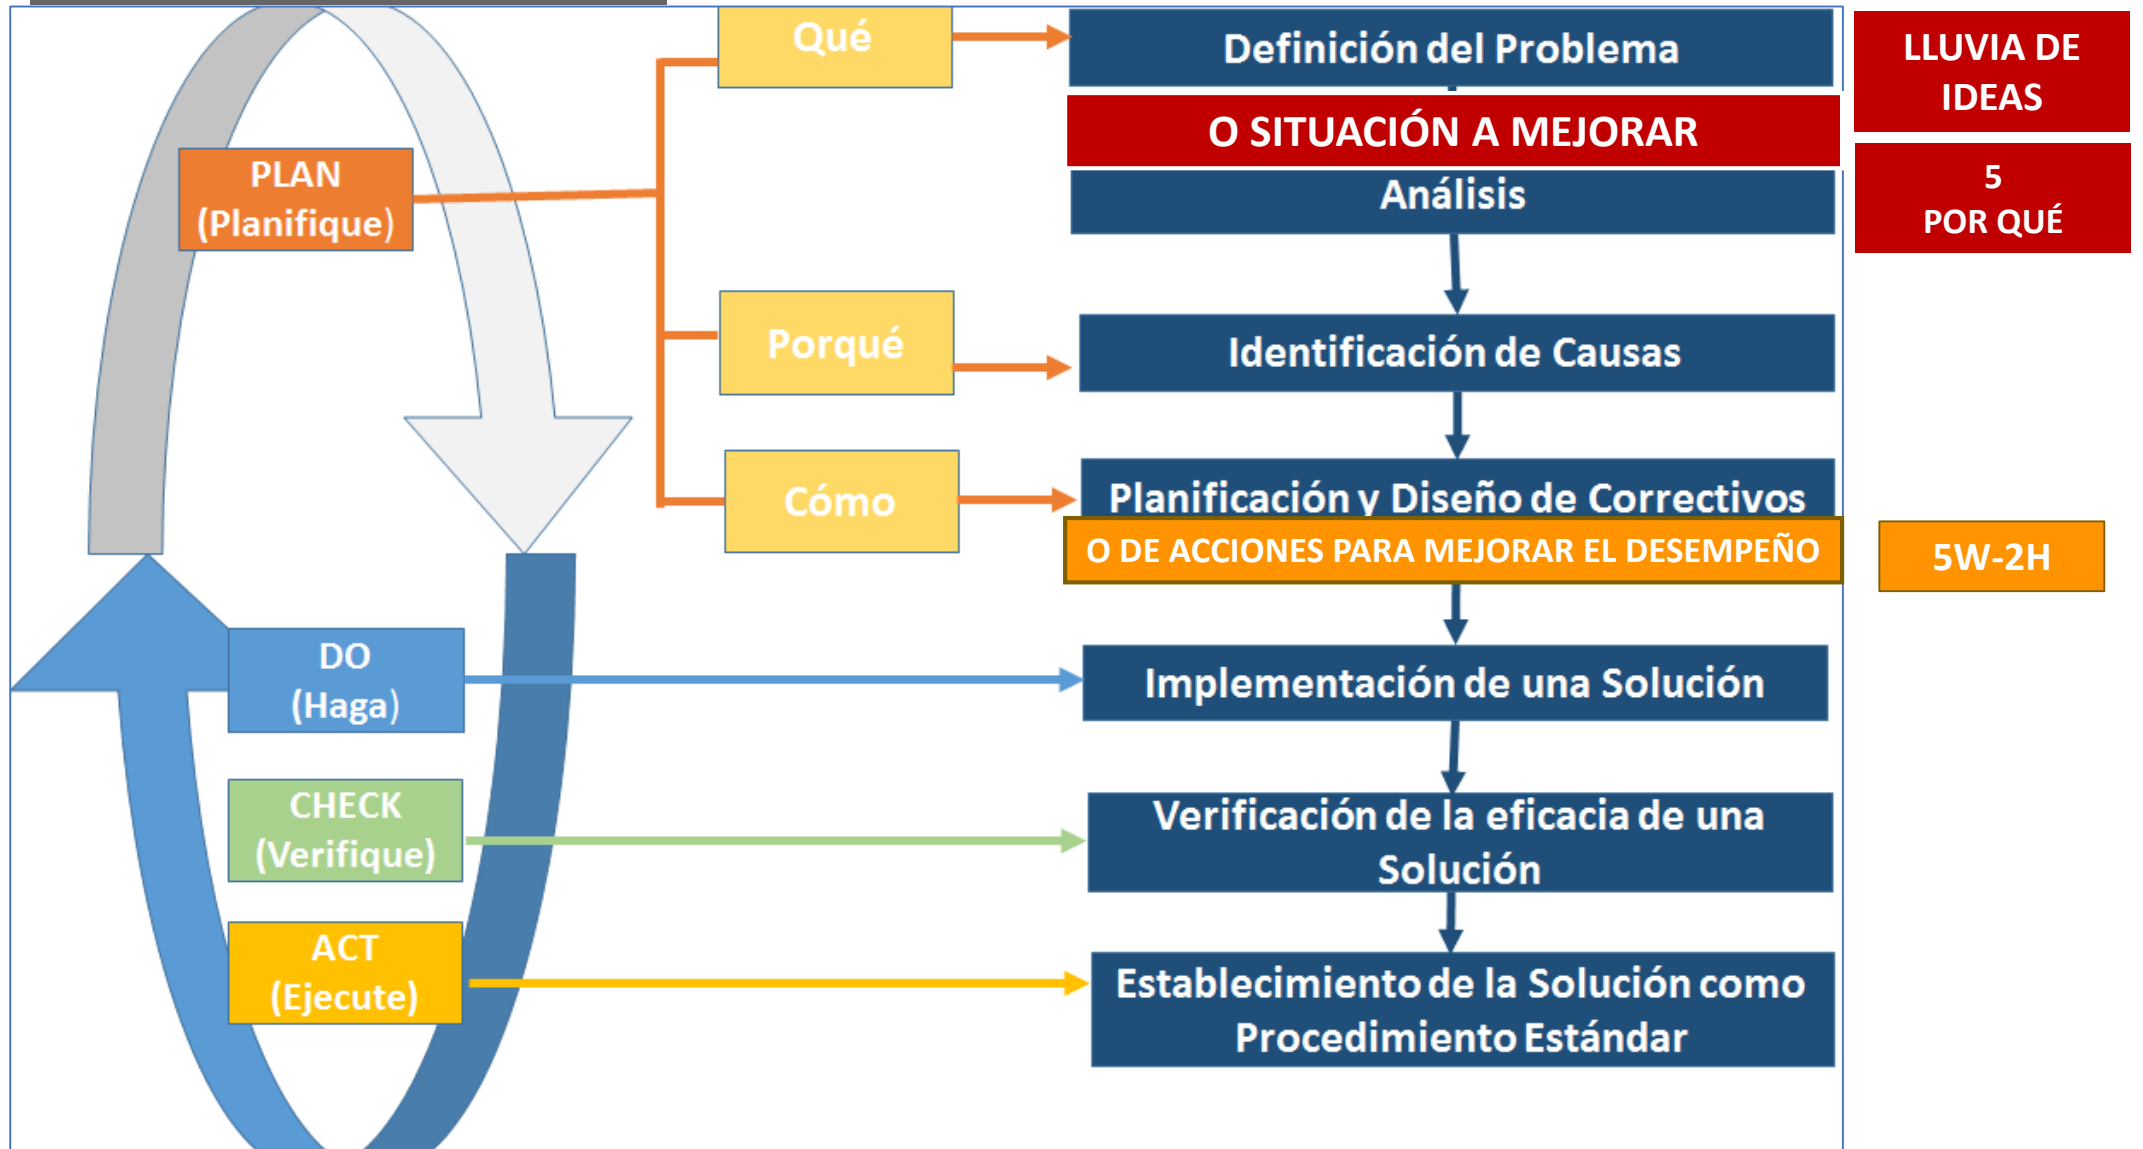 Qué
Definición del Problema
LLUVIA DE
IDEAS
O SITUACIÓN A MEJORAR
PLAN
(Planifique)
Análisis
5
POR QUÉ
Porqué
Identificación de Causas
Cómo
Planificación y Diseño de Correctivos
O DE ACCIONES PARA MEJORAR EL DESEMPEÑO
5W-2H
DO
(Haga)
Implementación de una Solución
CHECK
(Verifique)
Verificación de la eficacia de una
Solución
ACT
(Ejecute)
Establecimiento de la Solución como
Procedimiento Estándar